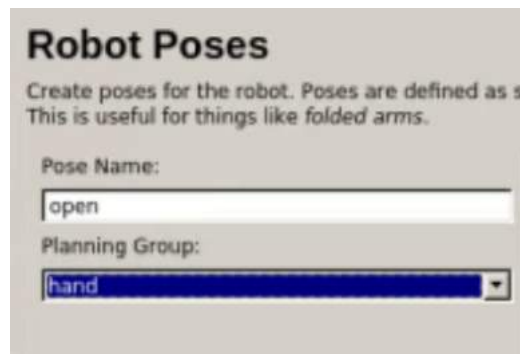 Robot Poses
Create poses for the robot. Poses are defined as
This is useful for things like folded arms.
Pose Name:
open
Planning Group:
hand